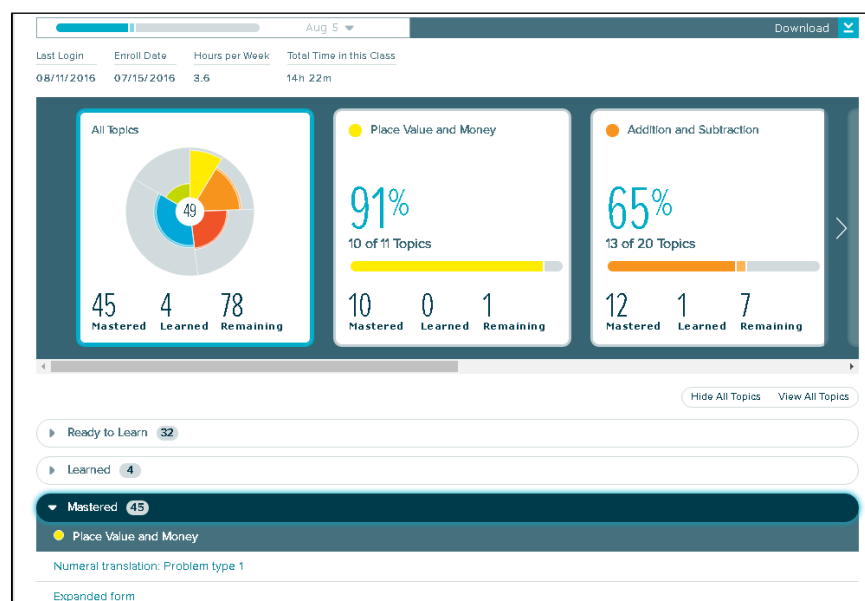 Aug 5
Download
Last Login Enroll Date Hours per Week Total Time in this Class
08/11/2016 07/15/2016 3.6 14h 22m
All Topics
49
45 4 78
Mastered Learned Remaining
Place Value and Money
91%
10 of 11 Topics
10 0 1
Mastered Learned Remaining
Addition and Subtraction
65%
13 of 20 Topics
12 1 7
Mastered Learned Remaining
Hide All Topics View All Topics
Ready to Learn 32
Learned 4
Mastered 45
Place Value and Money
Numeral translation: Problem type 1
Expanded form